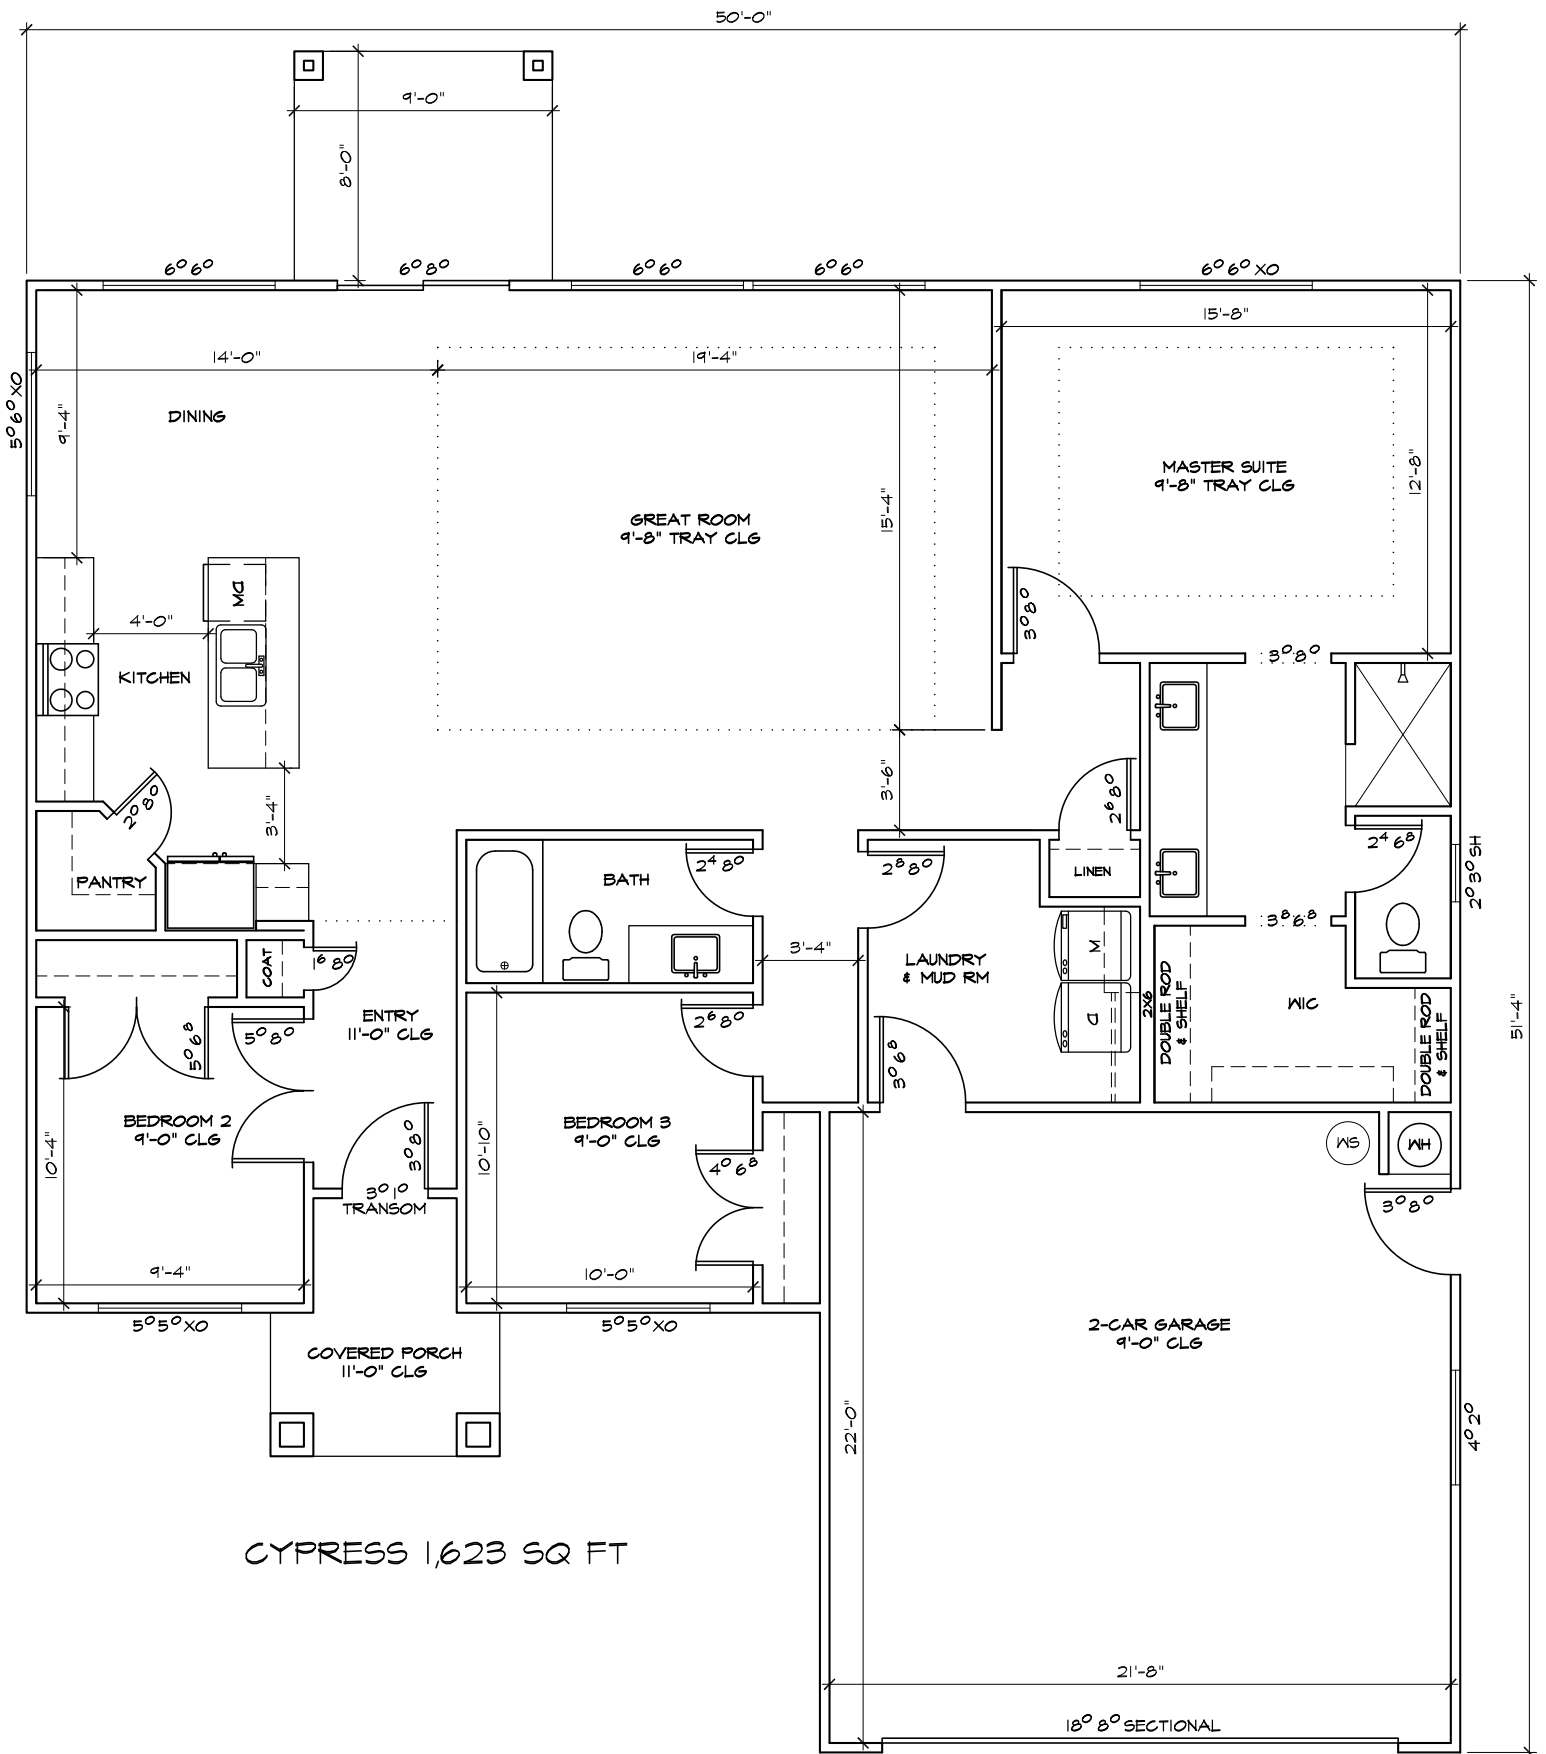 50'-0"
9'-0"
8'-0"
6⁰6⁰
6⁰8⁰
6⁰6⁰
6⁰6⁰
6⁰6⁰XO
15'-8"
14'-0"
19'-4"
5⁰6⁰XO
9'-4"
DINING
MASTER SUITE
9'-8" TRAY CLG
12'-8"
GREAT ROOM
9'-8" TRAY CLG
15'-4"
DW
4'-0"
3⁰8⁰
KITCHEN
3⁰8⁰
3'-6"
2⁶8⁰
2⁰8⁰
3'-4"
PANTRY
BATH
2⁴8⁰
2⁸8⁰
LINEN
2⁴6⁸
2⁰3⁰SH
3⁸6⁸
COAT
1⁶8⁰
3'-4"
LAUNDRY
& MUD RM
W
D
2X6
DOUBLE ROD
& SHELF
WIC
DOUBLE ROD
& SHELF
51'-4"
ENTRY
11'-0" CLG
5⁰8⁰
5⁰6⁸
2⁶8⁰
3⁰6⁸
BEDROOM 2
9'-0" CLG
10'-4"
3⁰8⁰
10'-10"
BEDROOM 3
9'-0" CLG
4⁰6⁸
SM
WH
3⁰1⁰
TRANSOM
3⁰8⁰
9'-4"
10'-0"
5⁰5⁰XO
5⁰5⁰XO
2-CAR GARAGE
9'-0" CLG
COVERED PORCH
11'-0" CLG
22'-0"
4⁰2⁰
CYPRESS 1,623 SQ FT
21'-8"
18⁰8⁰SECTIONAL